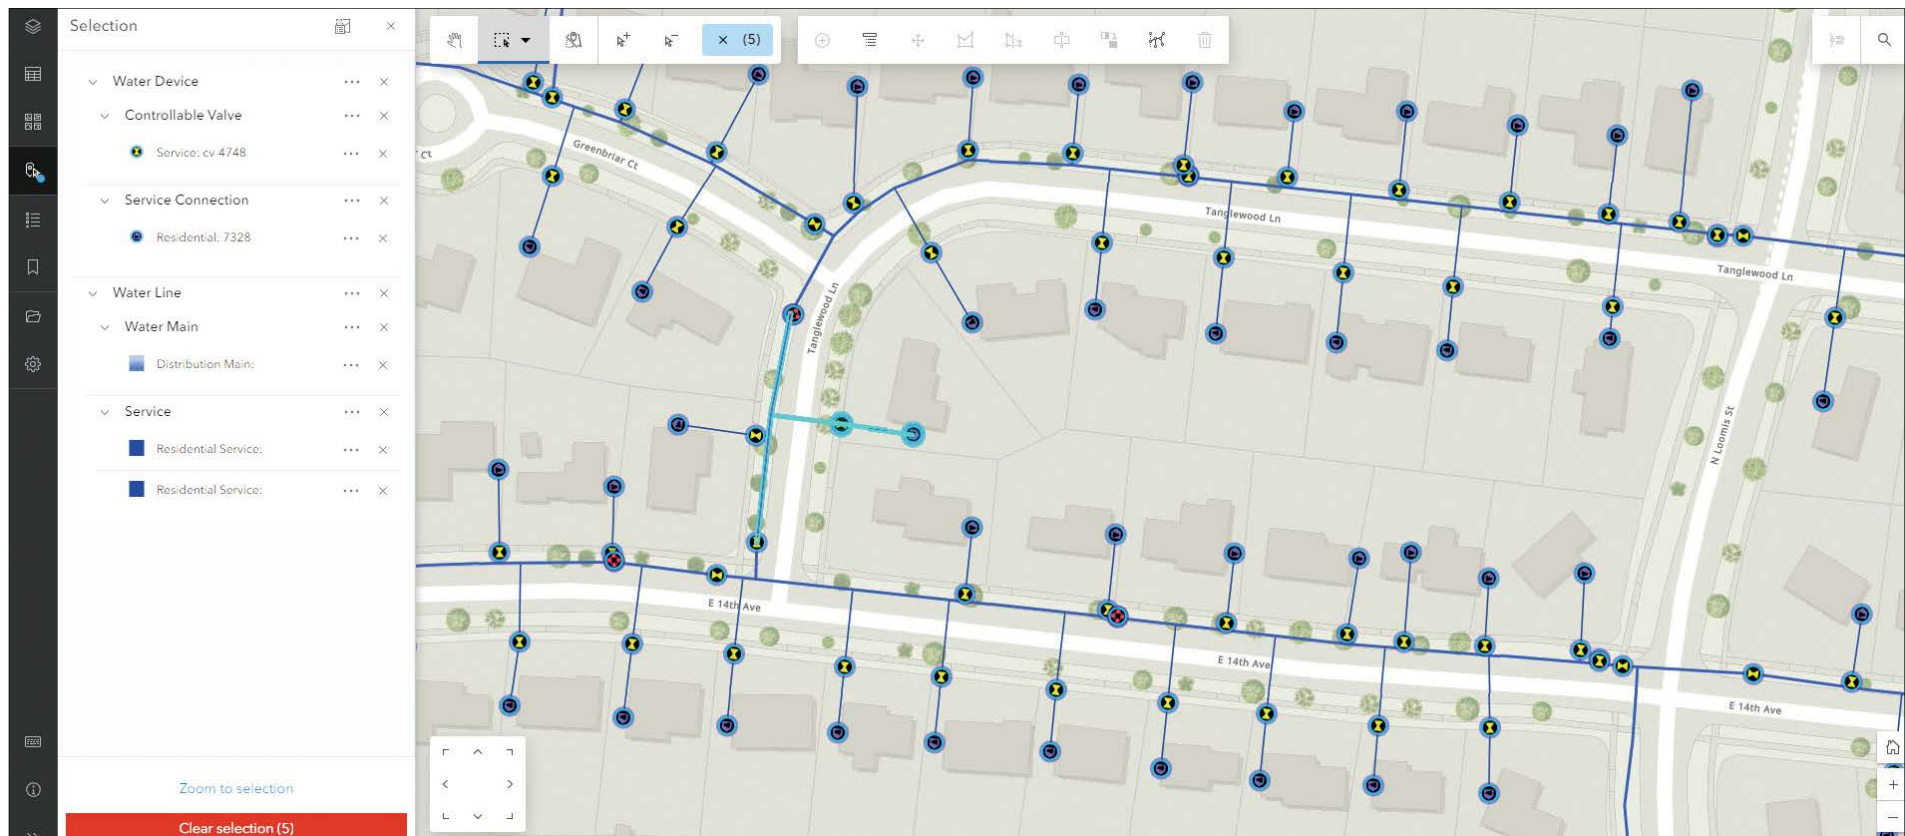 Selection
Water Device
Controllable Valve
Service: cv 4748
Service Connection
Residential: 7328
Water Line
Water Main
Distribution Main:
Service
Residential Service:
Residential Service:
Zoom to selection
Clear selection (5)
× (5)
Ct
Greenbriar Ct
Tanglewood Ln
Tanglewood Ln
Tanglewood Ln
N Loomis St
E 14th Ave
E 14th Ave
E 14th Ave